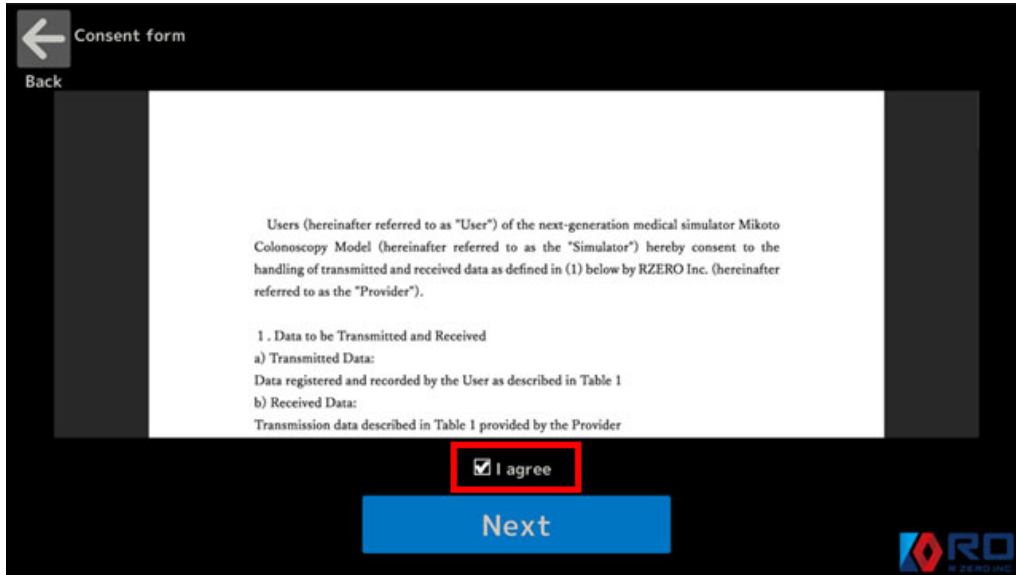 Consent form
Back
Users (hereinafter referred to as "User") of the next-generation medical simulator Mikoto
Colonoscopy Model (hereinafter referred to as the "Simulator") hereby consent to the
handling of transmitted and received data as defined in (1) below by RZERO Inc. (hereinafter
referred to as the "Provider").
1. Data to be Transmitted and Received
a) Transmitted Data:
Data registered and recorded by the User as described in Table 1
b) Received Data:
Transmission data described in Table 1 provided by the Provider
I agree
Next
RO
R ZERO INC.